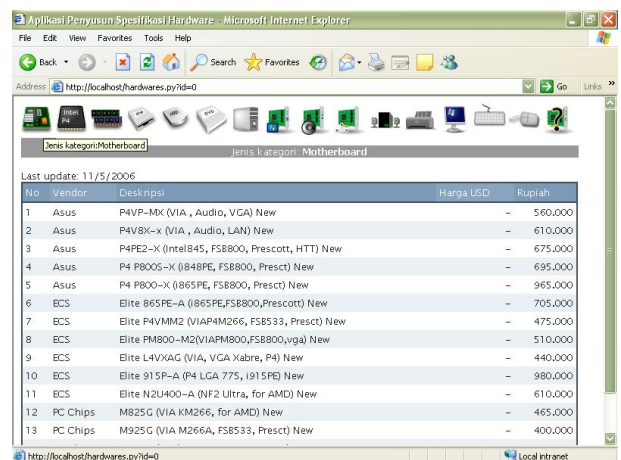 Aplikasi Penyusun Spesifikasi Hardware - Microsoft Internet Explorer
File Edit View Favorites Tools Help
Back Search Favorites
Address http://localhost/hardwares.py?id=0 Go Links »
Intel P4
Jenis kategori:Motherboard
Jenis kategori: Motherboard
Last update: 11/5/2006
No Vendor Deskripsi Harga USD Rupiah
1 Asus P4VP-MX (VIA , Audio, VGA) New - 560.000
2 Asus P4V8X-x (VIA , Audio, LAN) New - 610.000
3 Asus P4PE2-X (Intel845, FSB800, Prescott, HTT) New - 675.000
4 Asus P4 P800S-X (i848PE, FSB800, Presct) New - 695.000
5 Asus P4 P800-X (i865PE, FSB800, Presct) New - 965.000
6 ECS Elite 865PE-A (i865PE,FSB800,Prescott) New - 705.000
7 ECS Elite P4VMM2 (VIAP4M266, FSB533, Presct) New - 475.000
8 ECS Elite PM800-M2(VIAPM800,FSB800,vga) New - 510.000
9 ECS Elite L4VXAG (VIA, VGA Xabre, P4) New - 440.000
10 ECS Elite 915P-A (P4 LGA 775, i915PE) New - 980.000
11 ECS Elite N2U400-A (NF2 Ultra, for AMD) New - 610.000
12 PC Chips M825G (VIA KM266, for AMD) New - 465.000
13 PC Chips M925G (VIA M266A, FSB533, Presct) New - 400.000
http://localhost/hardwares.py?id=0 Local intranet